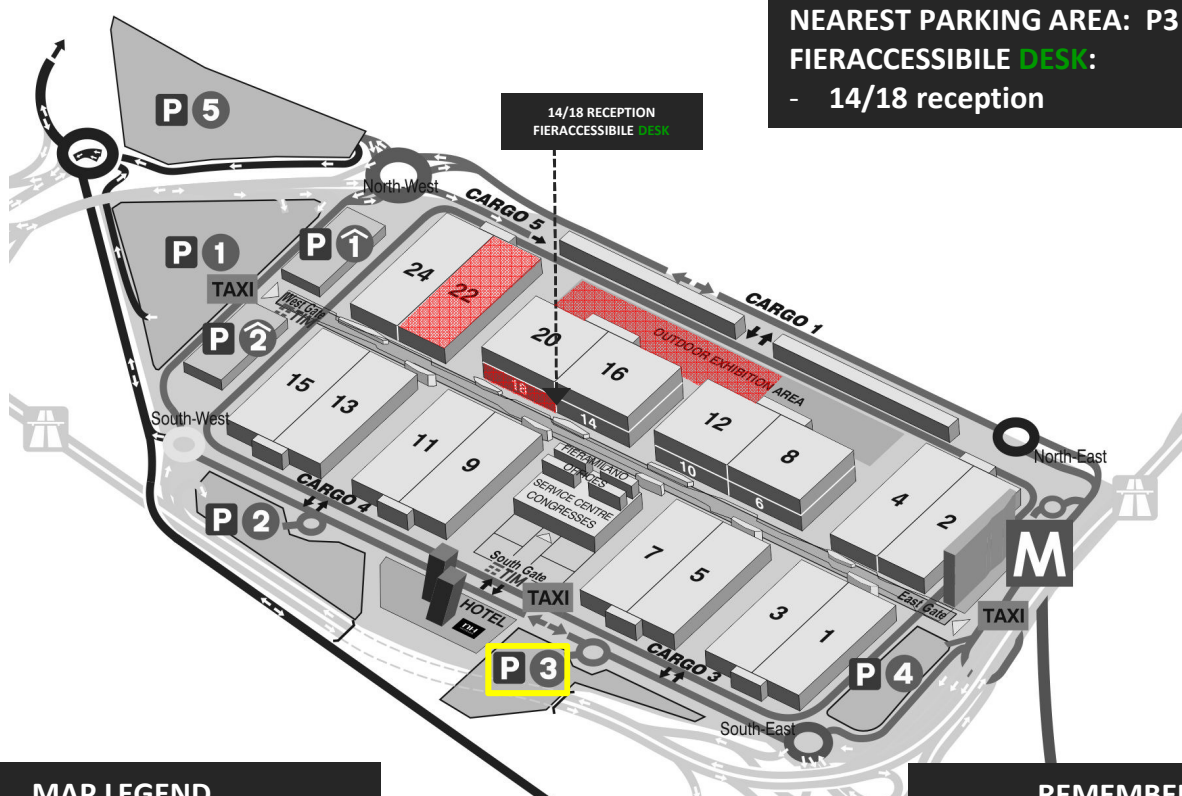 NEAREST PARKING AREA: P3
FIERACCESSIBILE DESK:
- 14/18 reception
14/18 RECEPTION
FIERACCESSIBILE DESK
P 5
North-West
CARGO 5
P 1
P 1
TAXI
West Gate
TIM
P 2
24
22
CARGO 1
OUTDOOR EXHIBITION AREA
20
16
18
14
15
13
South-West
12
8
10
6
North-East
11
9
FIERAMILANO
OFFICES
SERVICE CENTRE
CONGRESSES
4
2
CARGO 4
P 2
M
7
5
South Gate
TIM
TAXI
HOTEL
nh
East Gate
TAXI
3
1
P 3
CARGO 3
P 4
South-East
MAP LEGEND
REMEMBE